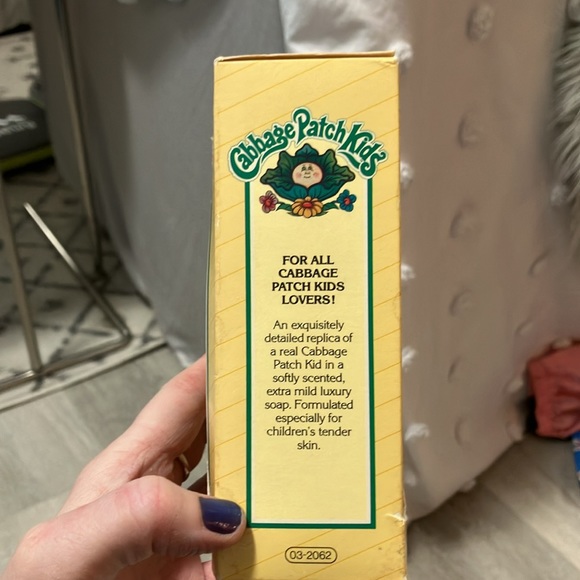 Cabbage Patch Kids
FOR ALL
CABBAGE
PATCH KIDS
LOVERS!
An exquisitely
detailed replica of
a real Cabbage
Patch Kid in a
softly scented,
extra mild luxury
soap. Formulated
especially for
children's tender
skin.
03-2062